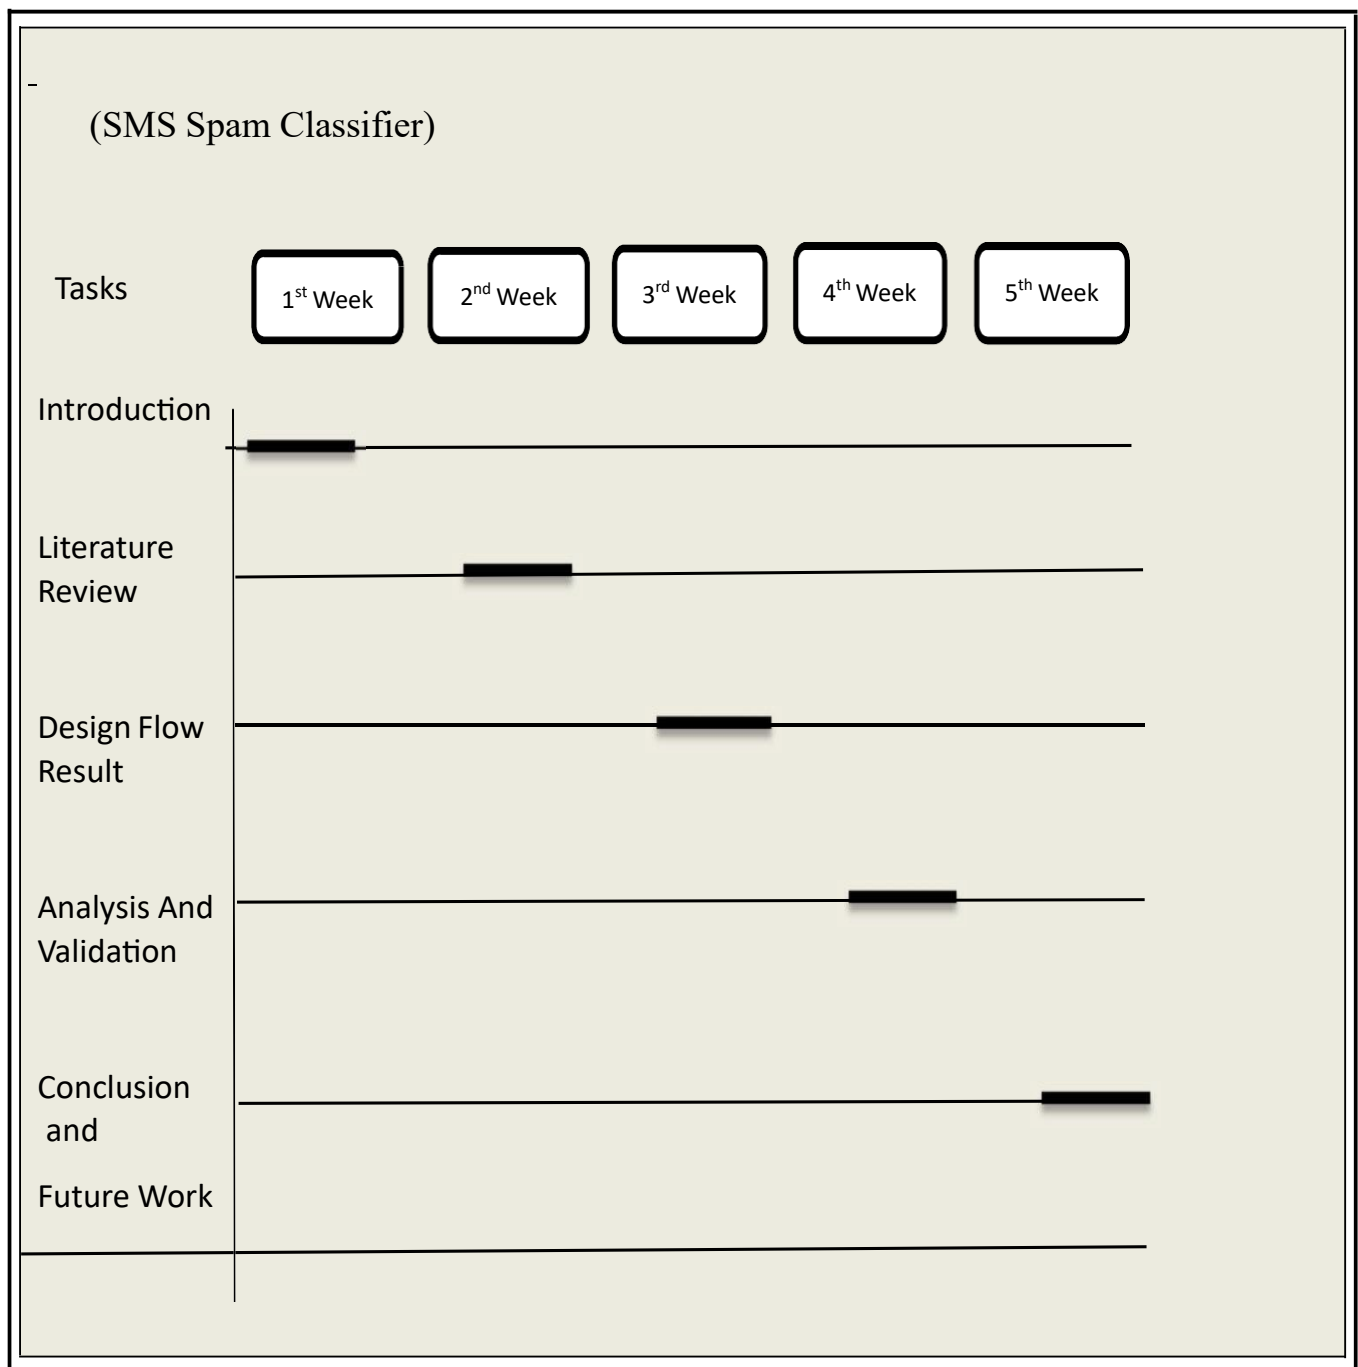 -
(SMS Spam Classifier)
Tasks
1st Week
2nd Week
3rd Week
4th Week
5th Week
Introduction
Literature
Review
Design Flow
Result
Analysis And
Validation
Conclusion
and
Future Work